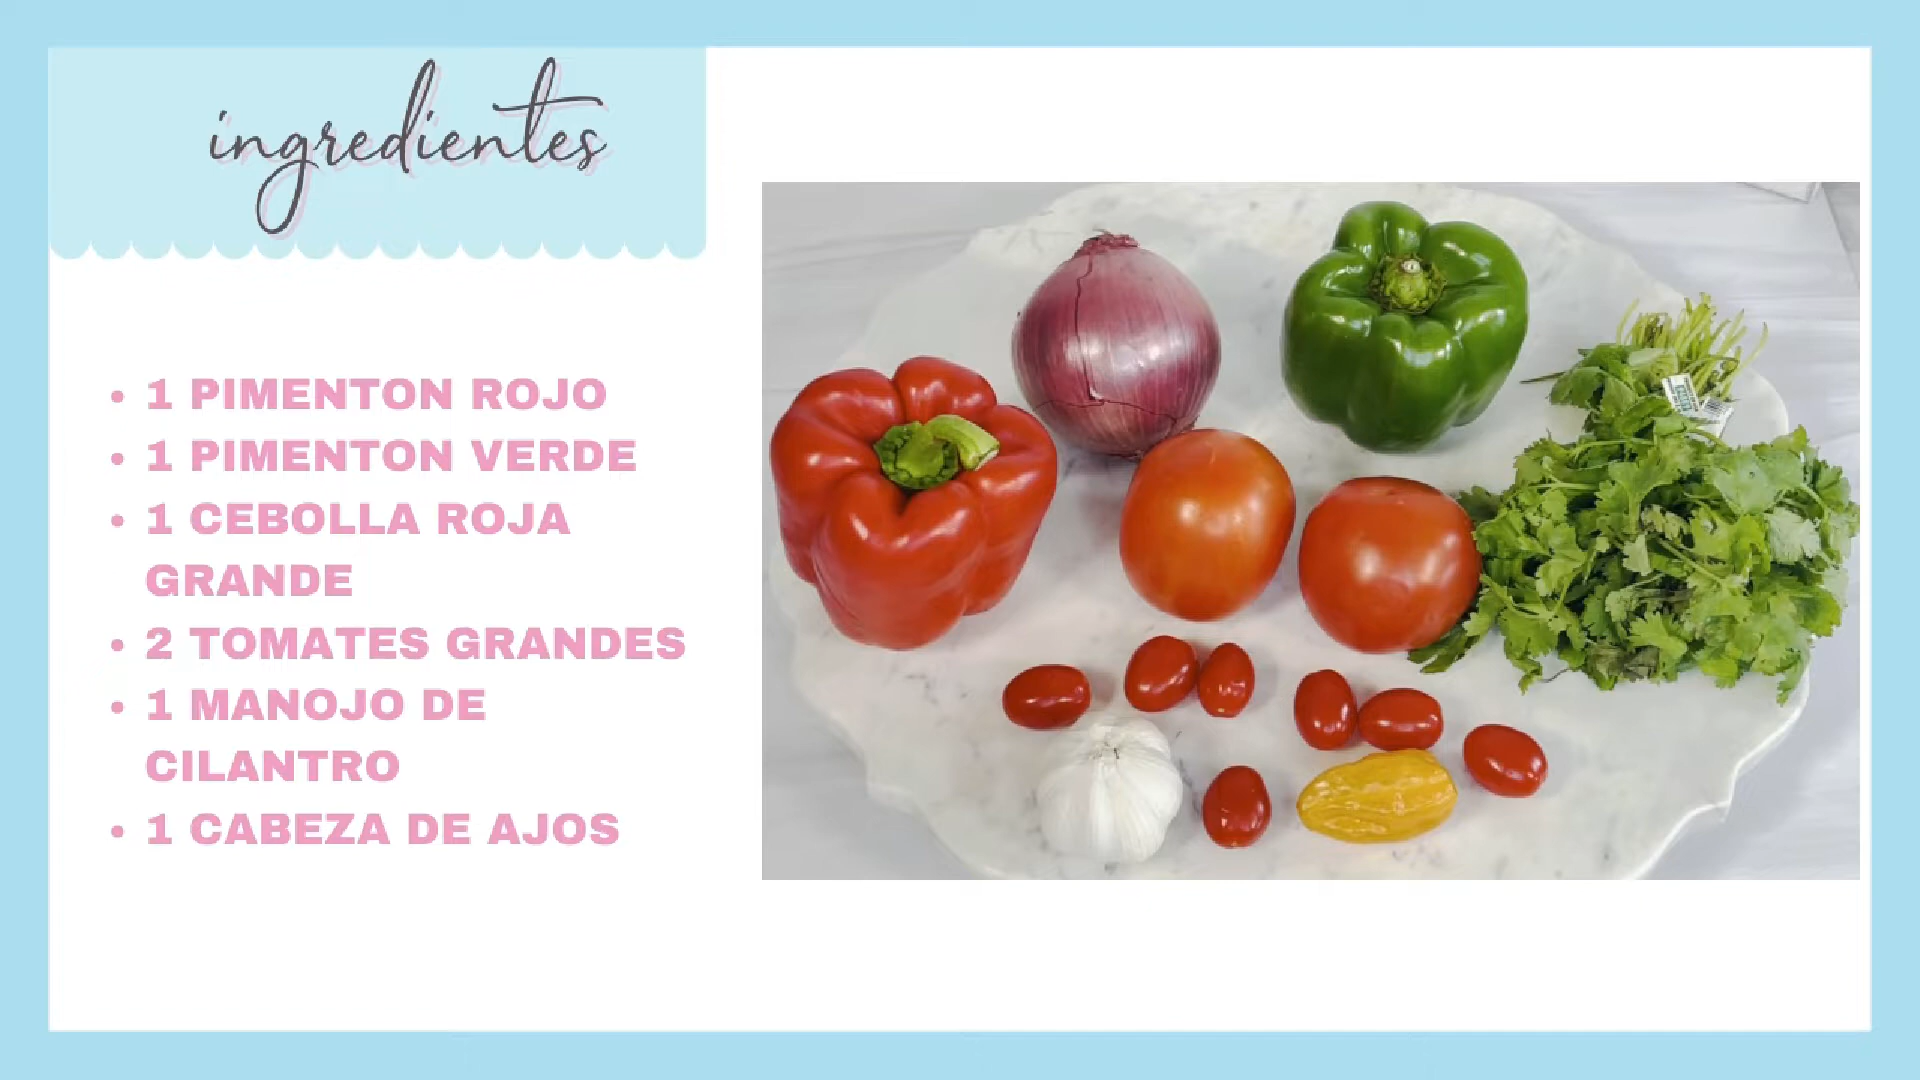 ingredientes
• 1 PIMENTON ROJO
• 1 PIMENTON VERDE
• 1 CEBOLLA ROJA
GRANDE
• 2 TOMATES GRANDES
• 1 MANOJO DE
CILANTRO
• 1 CABEZA DE AJOS